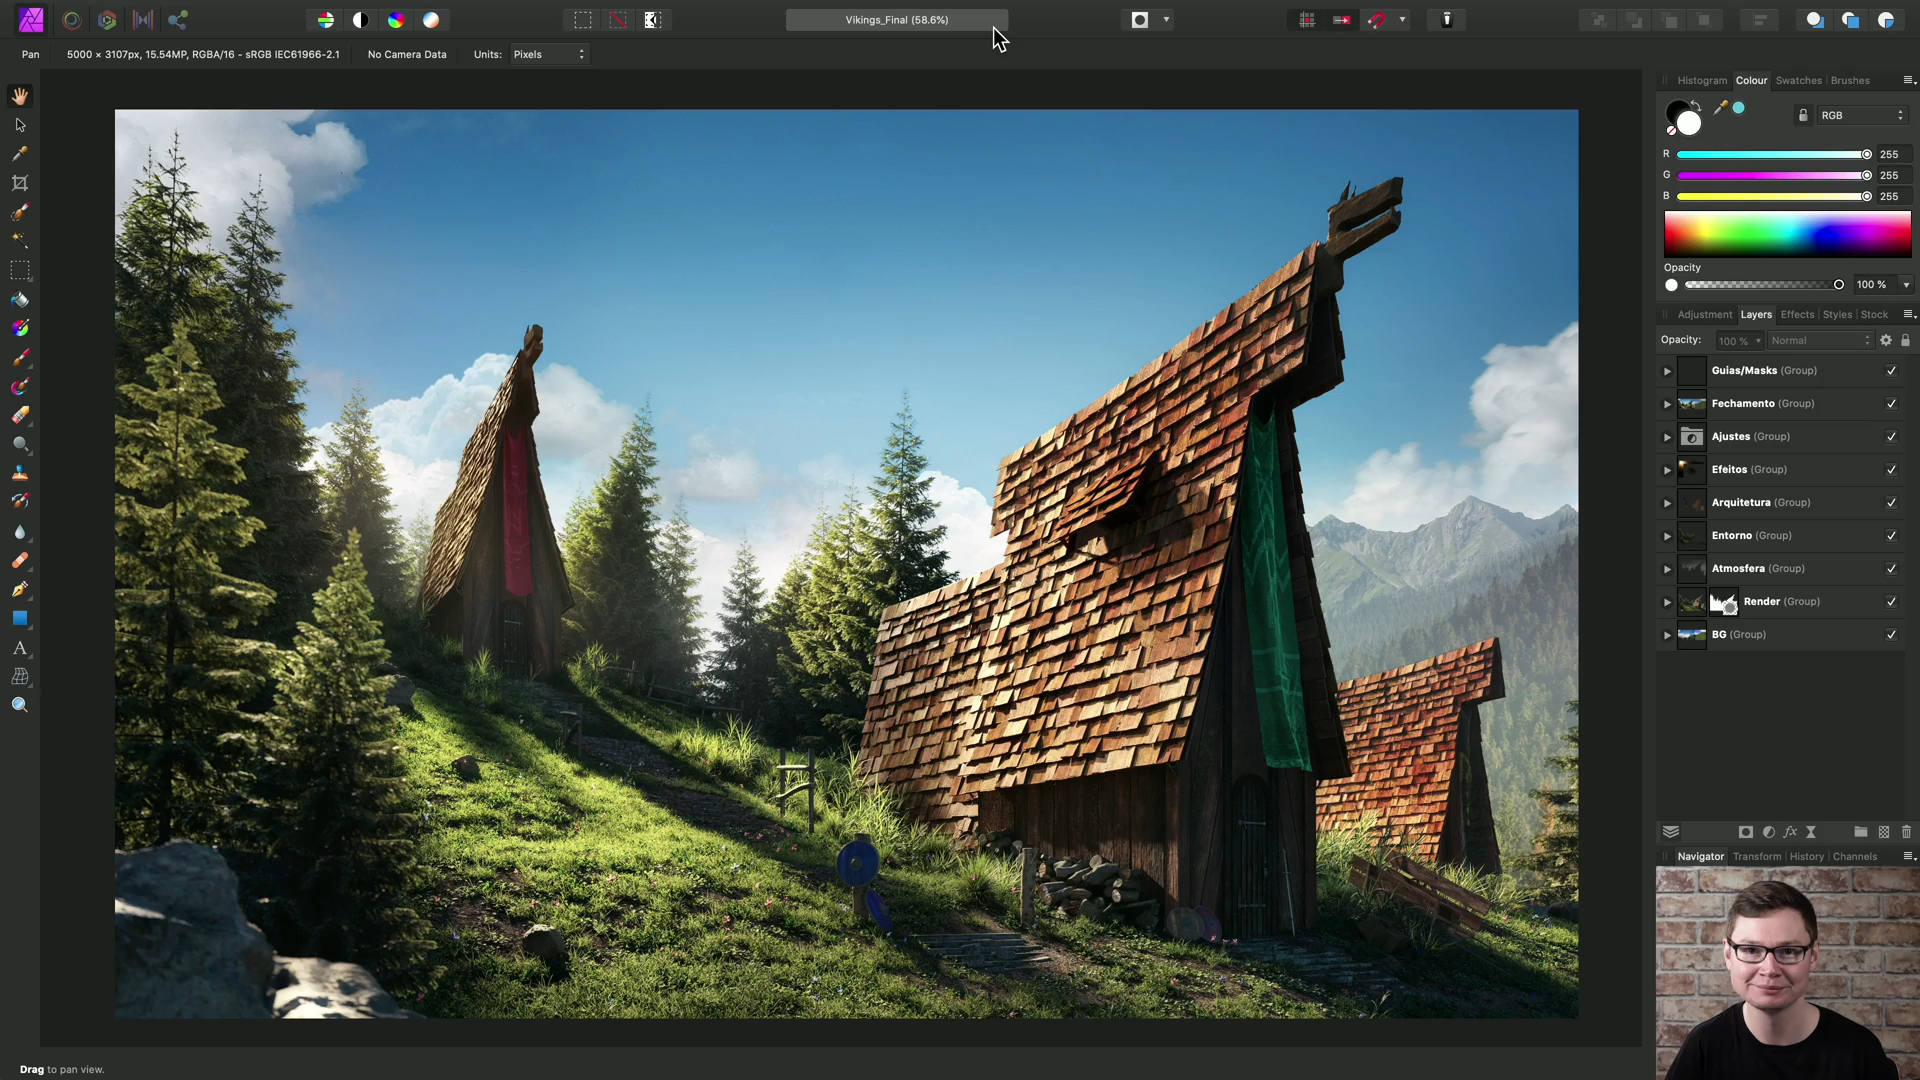 Vikings_Final (58.6%)
Pan
5000 × 3107px, 15.54MP, RGBA/16 - sRGB IEC61966-2.1
No Camera Data
Units:
Pixels
Histogram
Colour
Swatches
Brushes
RGB
R
255
G
255
B
255
Opacity
100 %
Adjustment
Layers
Effects
Styles
Stock
Opacity:
100 %
Normal
Guias/Masks (Group)
Fechamento (Group)
Ajustes (Group)
Efeitos (Group)
Arquitetura (Group)
Entorno (Group)
Atmosfera (Group)
Render (Group)
BG (Group)
Navigator
Transform
History
Channels
Drag to pan view.